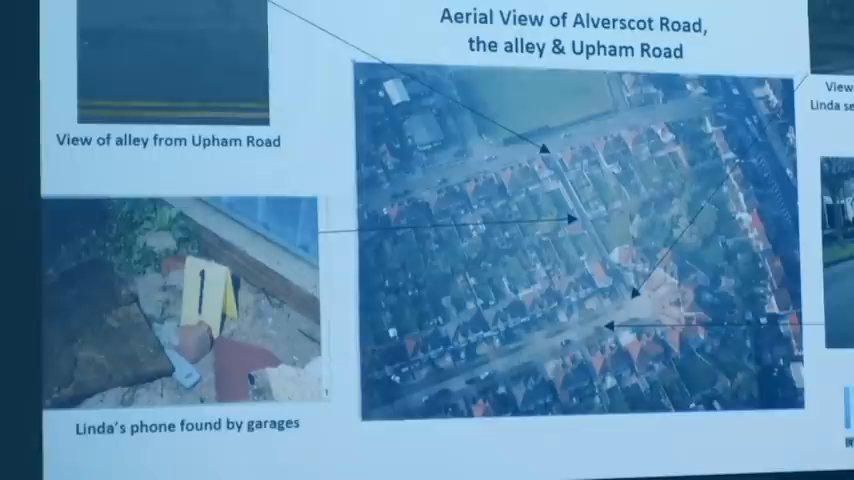 Aerial View of Alverscot Road,
the alley & Upham Road
View
Linda se
View of alley from Upham Road
1
Linda's phone found by garages